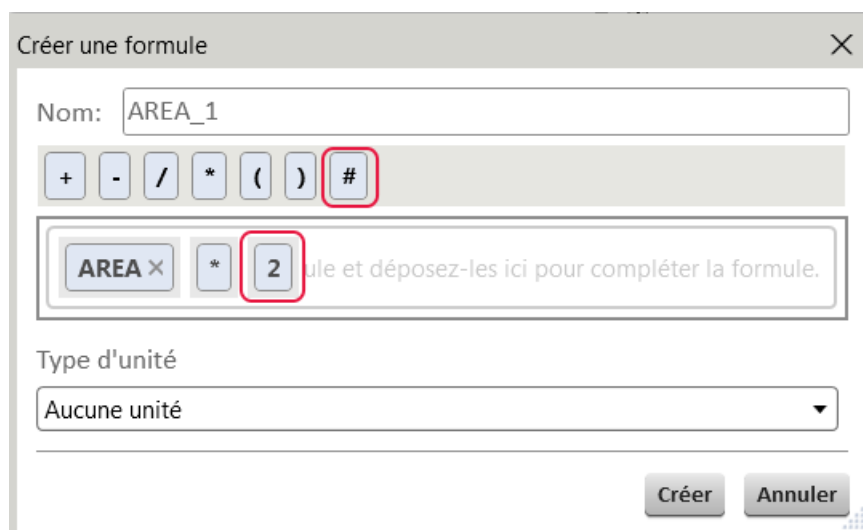 Créer une formule
Nom: AREA_1
+ - / * ( ) #
AREA × * 2 ule et déposez-les ici pour compléter la formule.
Type d'unité
Aucune unité
Créer Annuler